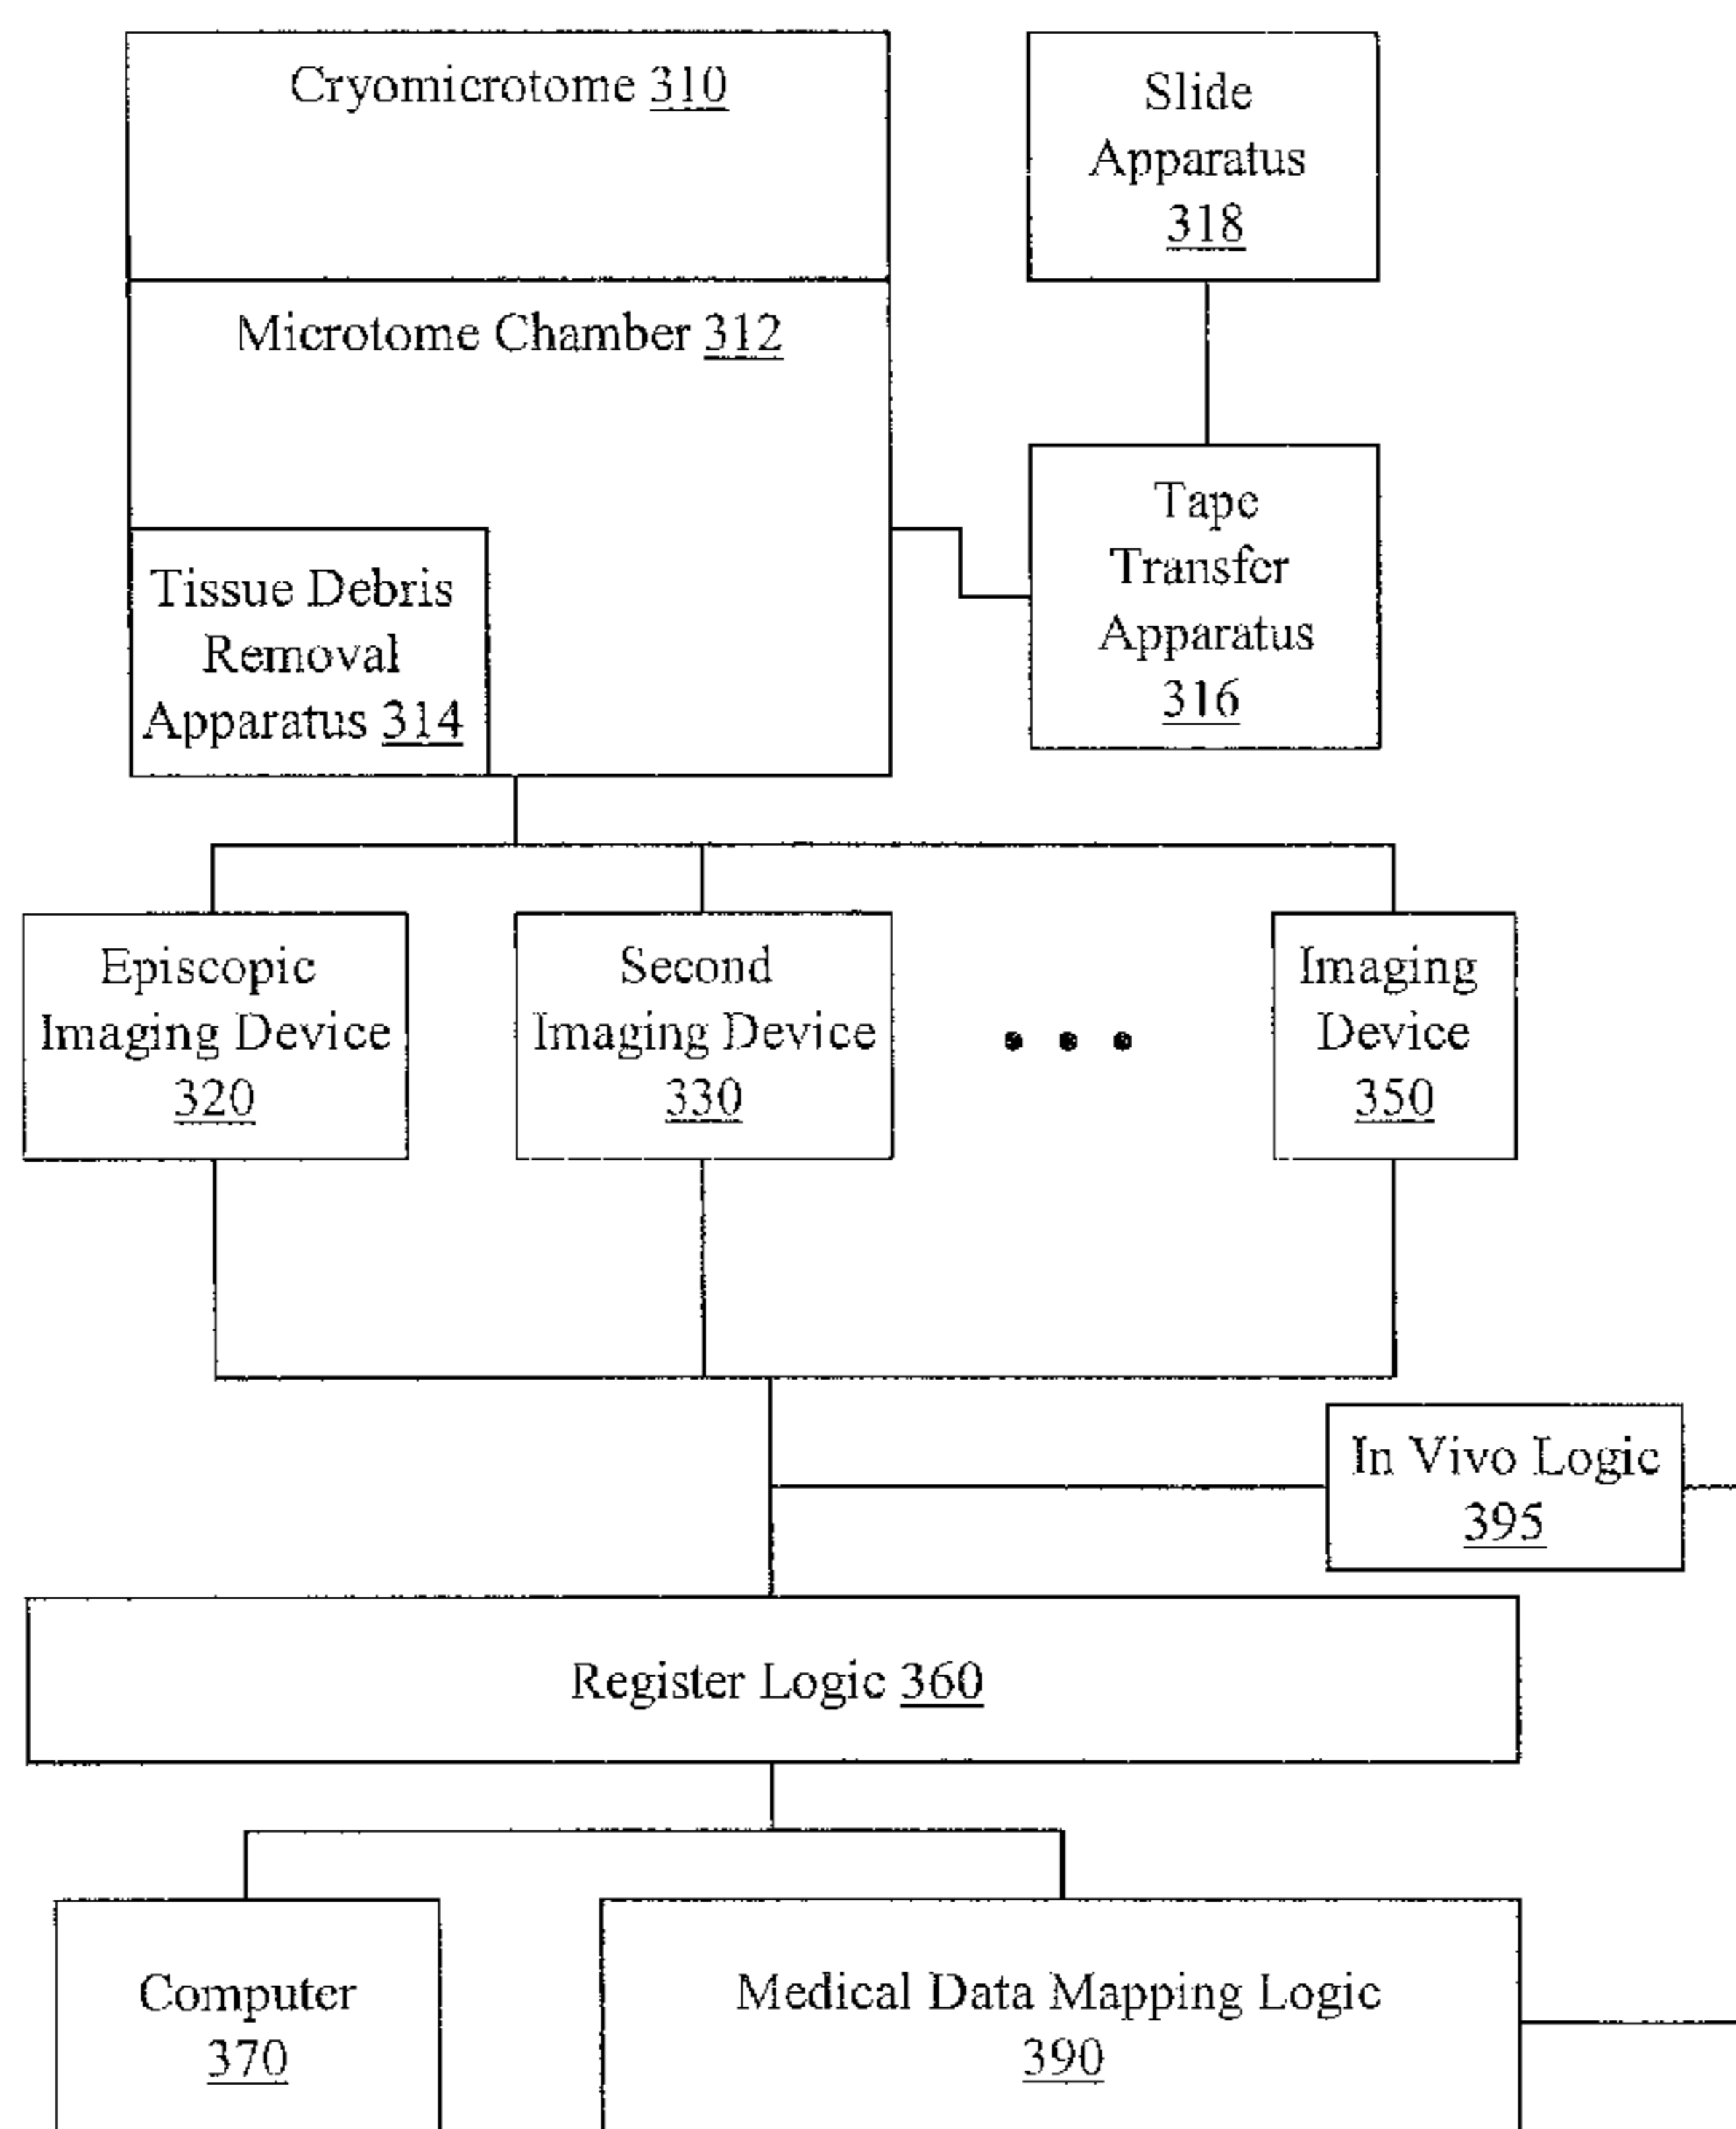 Cryomicrotome 310
Slide
Apparatus
318
Microtome Chamber 312
Tape
Transfer
Apparatus
316
Tissue Debris
Removal
Apparatus 314
Episcopic
Imaging Device
320
Second
Imaging Device
330
Imaging
Device
350
In Vivo Logic
395
Register Logic 360
Computer
370
Medical Data Mapping Logic
390